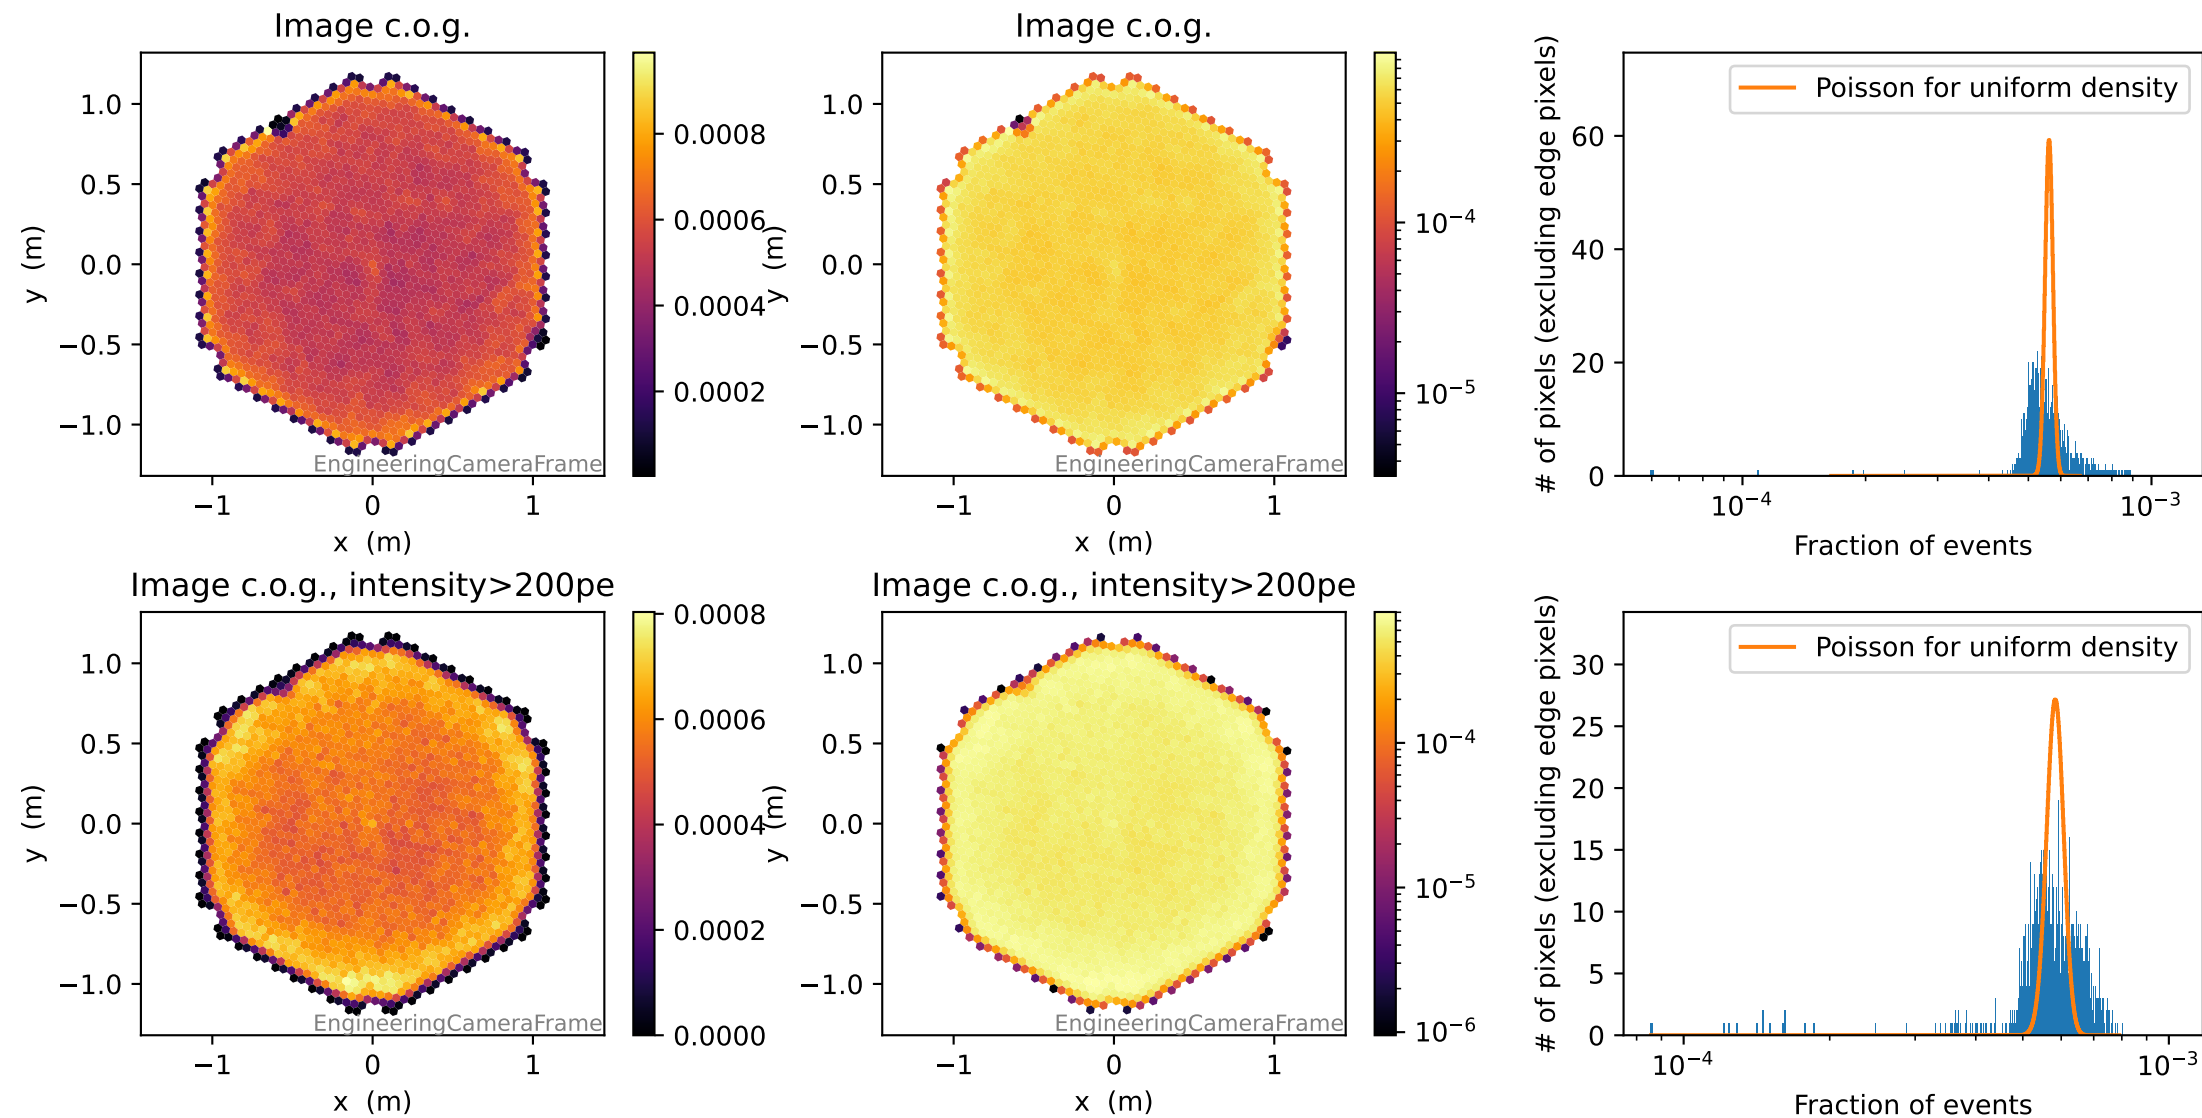 Image c.o.g.
y (m)
1.0
0.5
0.0
−0.5
−1.0
−1
0
1
x (m)
EngineeringCameraFrame
0.0008
0.0006
0.0004
0.0002
Image c.o.g.
y (m)
1.0
0.5
0.0
−0.5
−1.0
−1
0
1
x (m)
EngineeringCameraFrame
10⁻⁴
10⁻⁵
# of pixels (excluding edge pixels)
60
40
20
0
Poisson for uniform density
10⁻⁴
10⁻³
Fraction of events
Image c.o.g., intensity>200pe
y (m)
1.0
0.5
0.0
−0.5
−1.0
−1
0
1
x (m)
EngineeringCameraFrame
0.0008
0.0006
0.0004
0.0002
0.0000
Image c.o.g., intensity>200pe
y (m)
1.0
0.5
0.0
−0.5
−1.0
−1
0
1
x (m)
EngineeringCameraFrame
10⁻⁴
10⁻⁵
10⁻⁶
# of pixels (excluding edge pixels)
30
25
20
15
10
5
0
Poisson for uniform density
10⁻⁴
10⁻³
Fraction of events